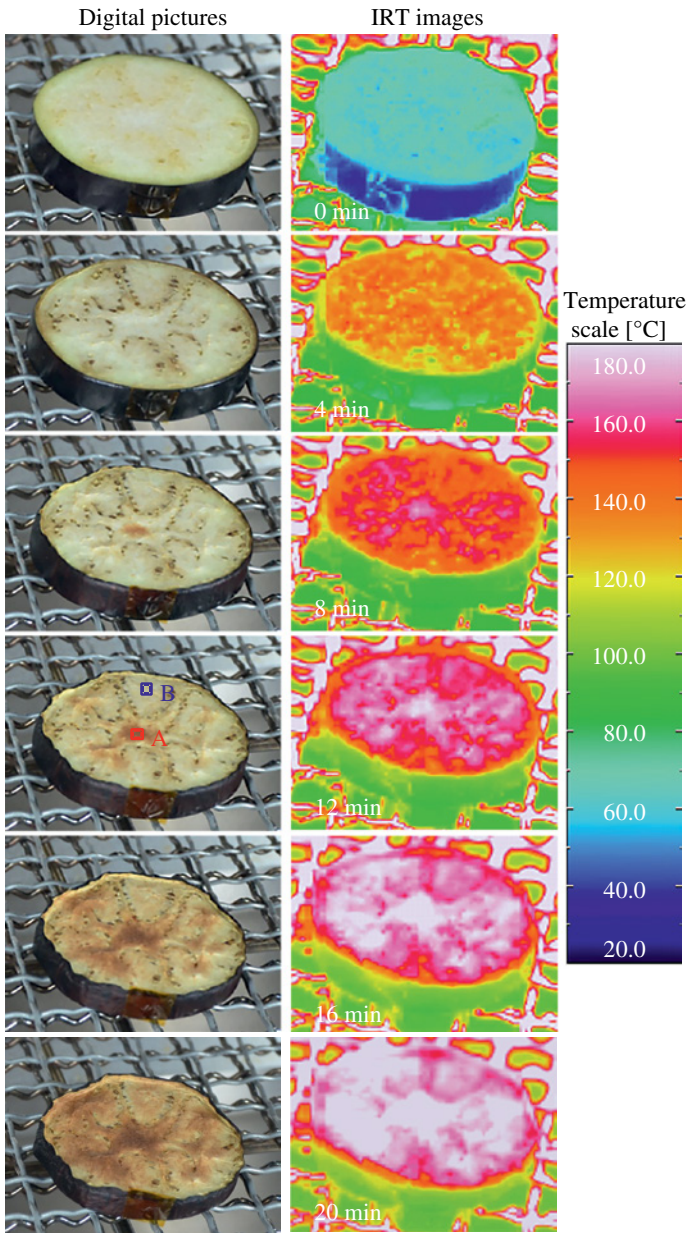 Digital pictures
IRT images
0 min
4 min
8 min
B
A
12 min
16 min
20 min
Temperature
scale [°C]
180.0
160.0
140.0
120.0
100.0
80.0
60.0
40.0
20.0